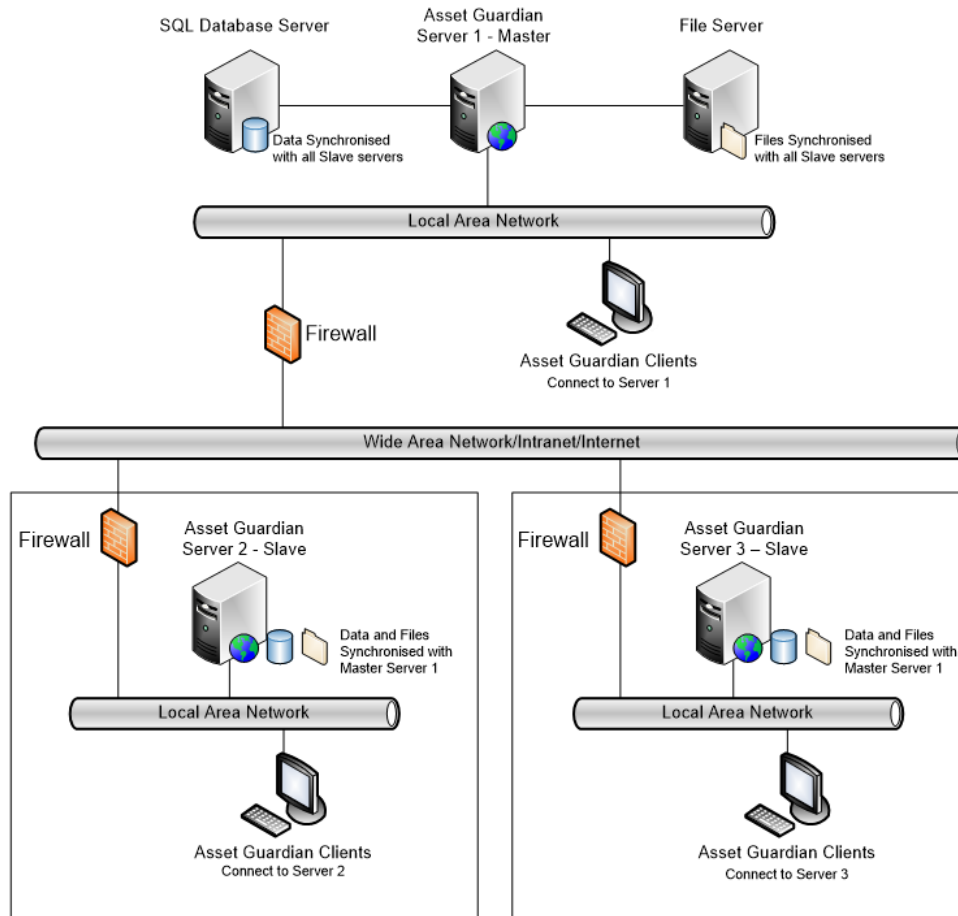 SQL Database Server
Asset Guardian
Server 1 - Master
File Server
Data Synchronised
with all Slave servers
Files Synchronised
with all Slave servers
Local Area Network
Firewall
Asset Guardian Clients
Connect to Server 1
Wide Area Network/Intranet/Internet
Firewall
Asset Guardian
Server 2 - Slave
Data and Files
Synchronised with
Master Server 1
Local Area Network
Asset Guardian Clients
Connect to Server 2
Firewall
Asset Guardian
Server 3 – Slave
Data and Files
Synchronised with
Master Server 1
Local Area Network
Asset Guardian Clients
Connect to Server 3